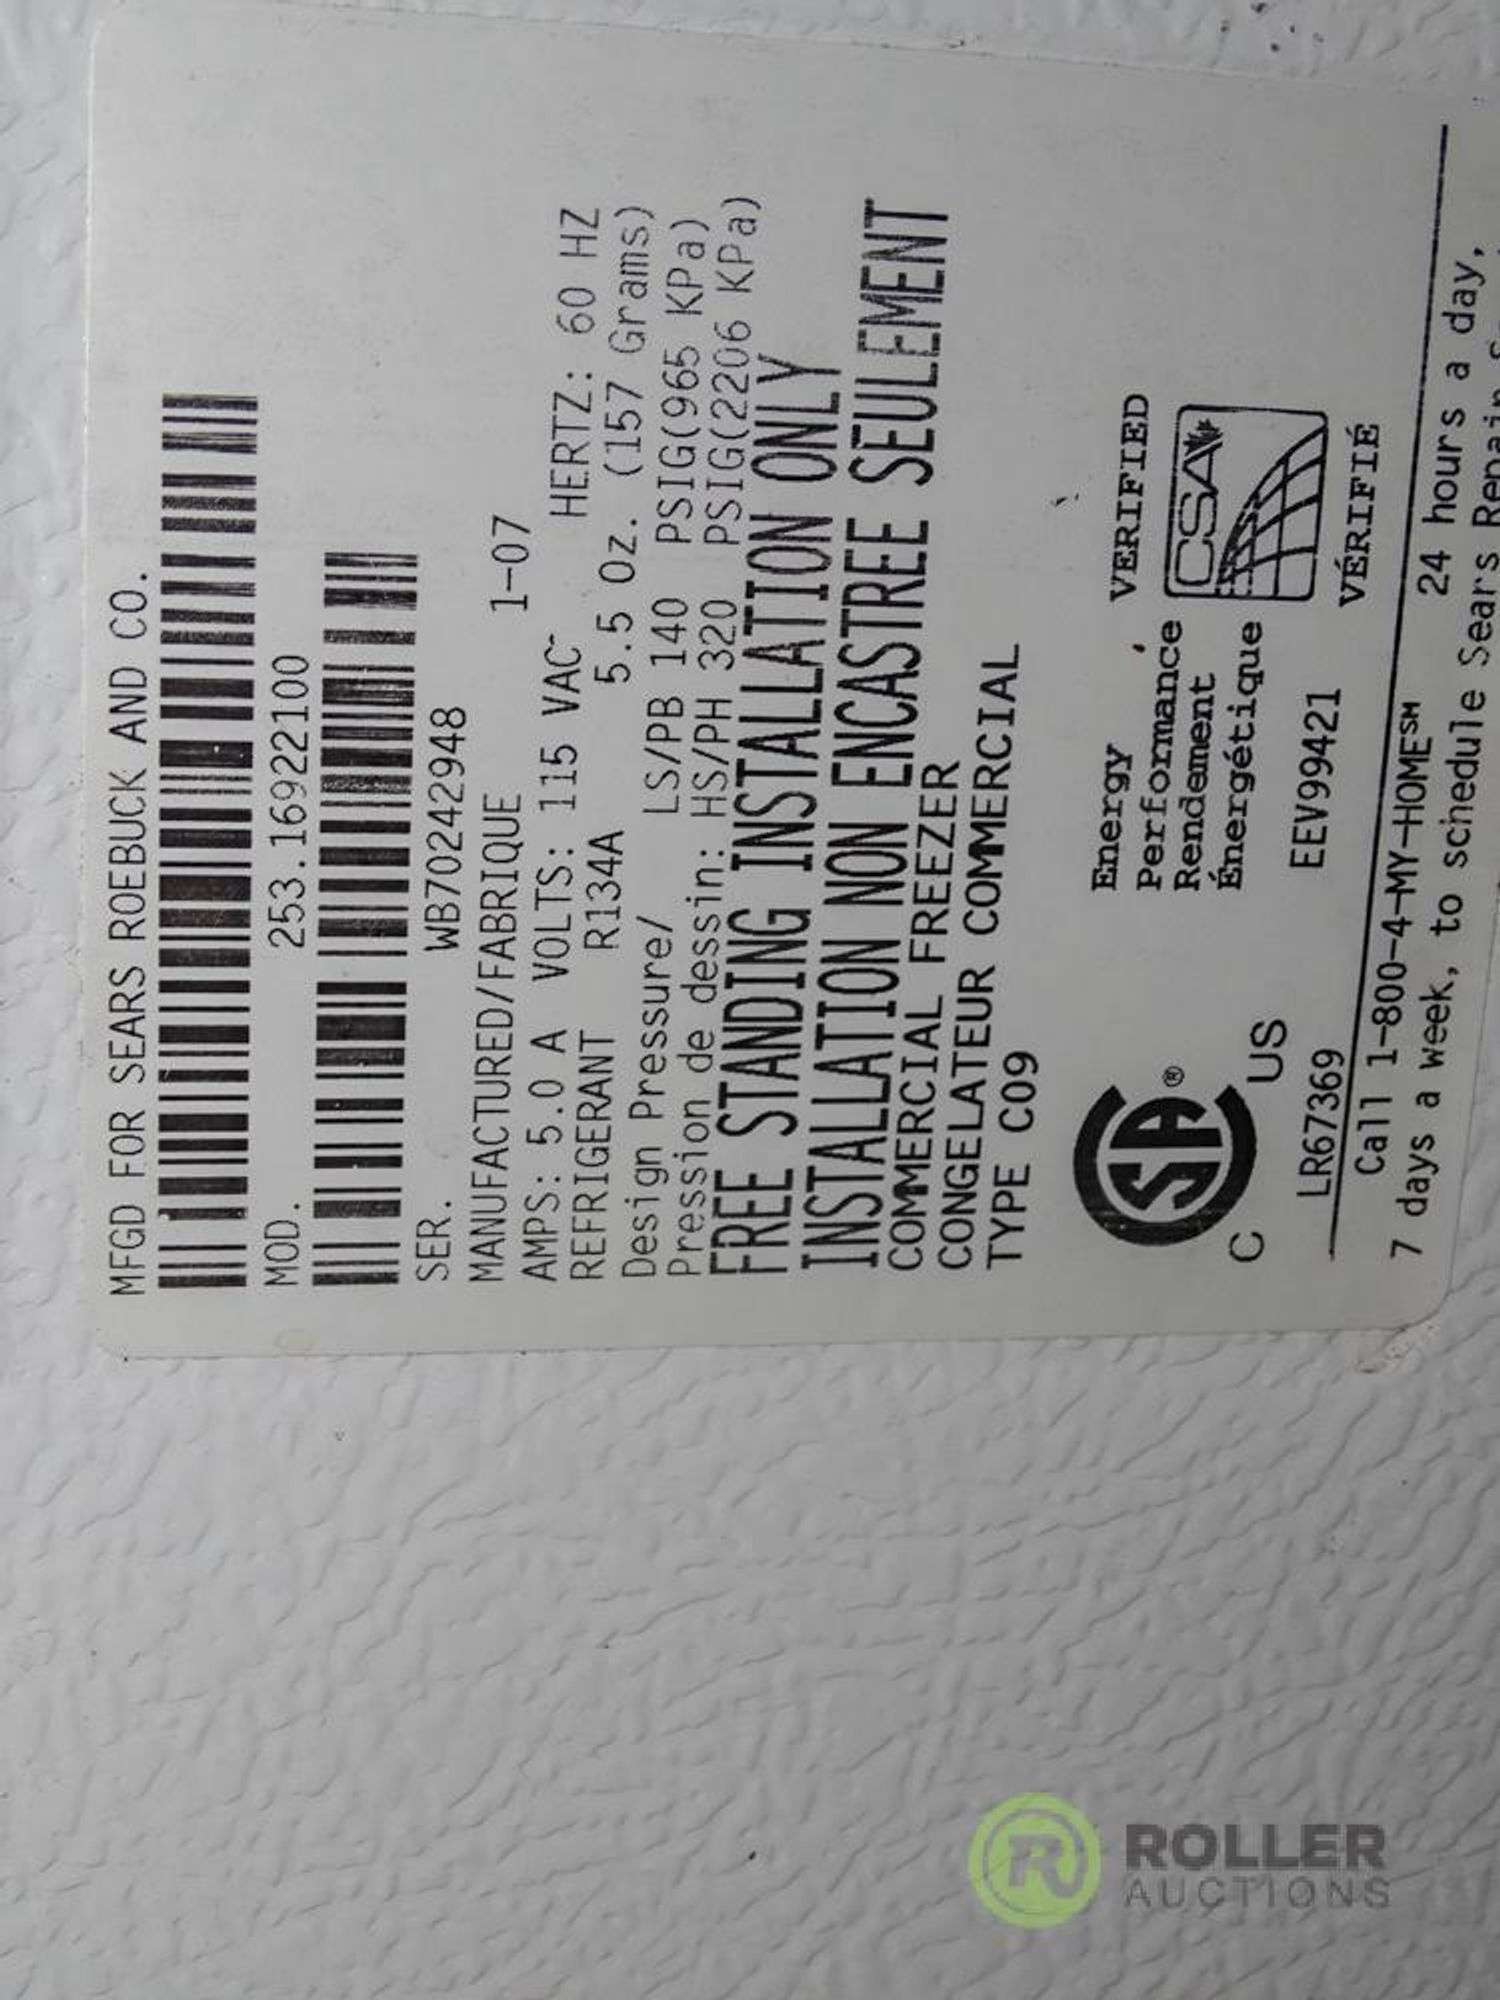 MFGD FOR SEARS ROEBUCK AND CO.
MOD. 253.16922100
SER. WB70242948
MANUFACTURED/FABRIQUE 1-07
AMPS: 5.0 A VOLTS: 115 VAC~ HERTZ: 60 HZ
REFRIGERANT R134A 5.5 Oz. (157 Grams)
Design Pressure/ LS/PB 140 PSIG(965 KPa)
Pression de dessin: HS/PH 320 PSIG(2206 KPa)
FREE STANDING INSTALLATION ONLY
INSTALLATION NON ENCASTREE SEULEMENT
COMMERCIAL FREEZER
CONGELATEUR COMMERCIAL
TYPE C09
CSA®
C US
LR67369
Energy
Performance
Rendement
Énergétique
EEV99421
VERIFIED
CSA
VÉRIFIÉ
Call 1-800-4-MY-HOME℠ 24 hours a day,
7 days a week, to schedule Sears Repair
ROLLER
AUCTIONS